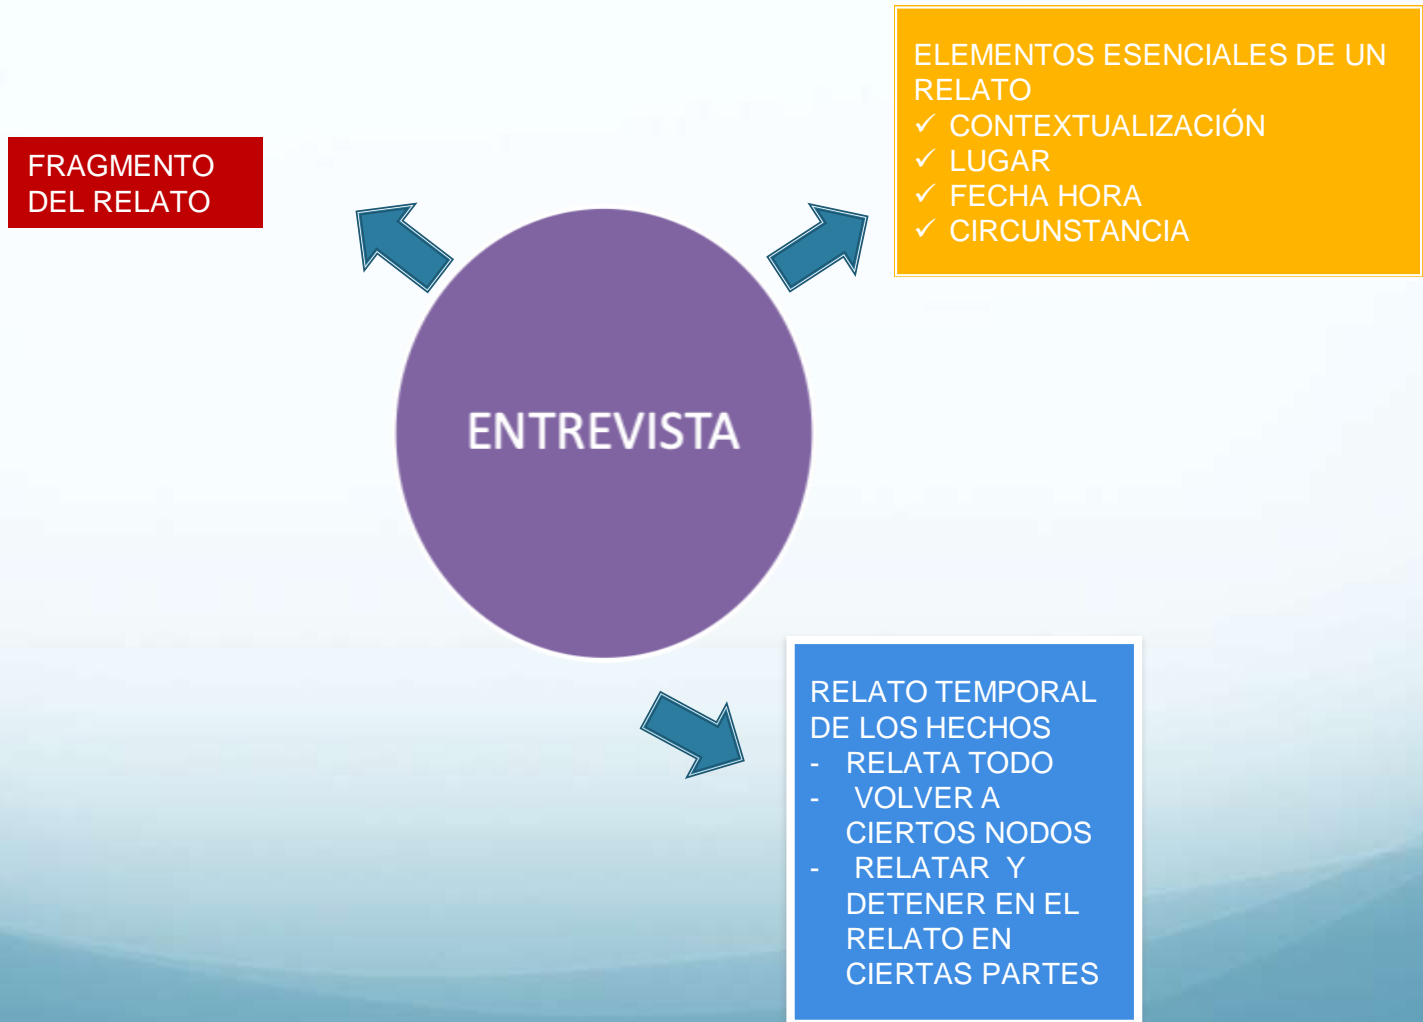 FRAGMENTO
DEL RELATO
ELEMENTOS ESENCIALES DE UN
RELATO
✓ CONTEXTUALIZACIÓN
✓ LUGAR
✓ FECHA HORA
✓ CIRCUNSTANCIA
ENTREVISTA
RELATO TEMPORAL
DE LOS HECHOS
- RELATA TODO
- VOLVER A
CIERTOS NODOS
- RELATAR Y
DETENER EN EL
RELATO EN
CIERTAS PARTES